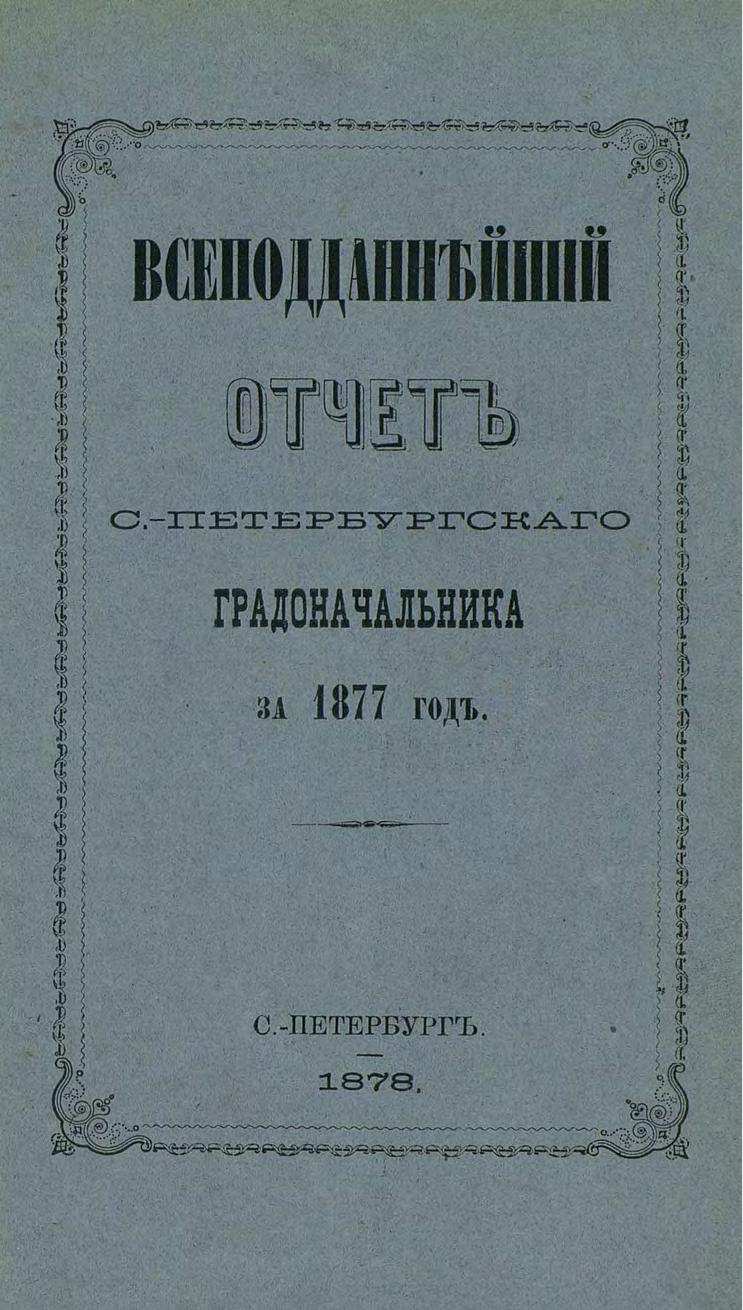 ВСЕПОДДАННѢЙШІЙ
ОТЧЕТЪ
С.-ПЕТЕРБУРГСКАГО
ГРАДОНАЧАЛЬНИКА
ЗА 1877 ГОДЪ.
С.-ПЕТЕРБУРГЪ.
1878.